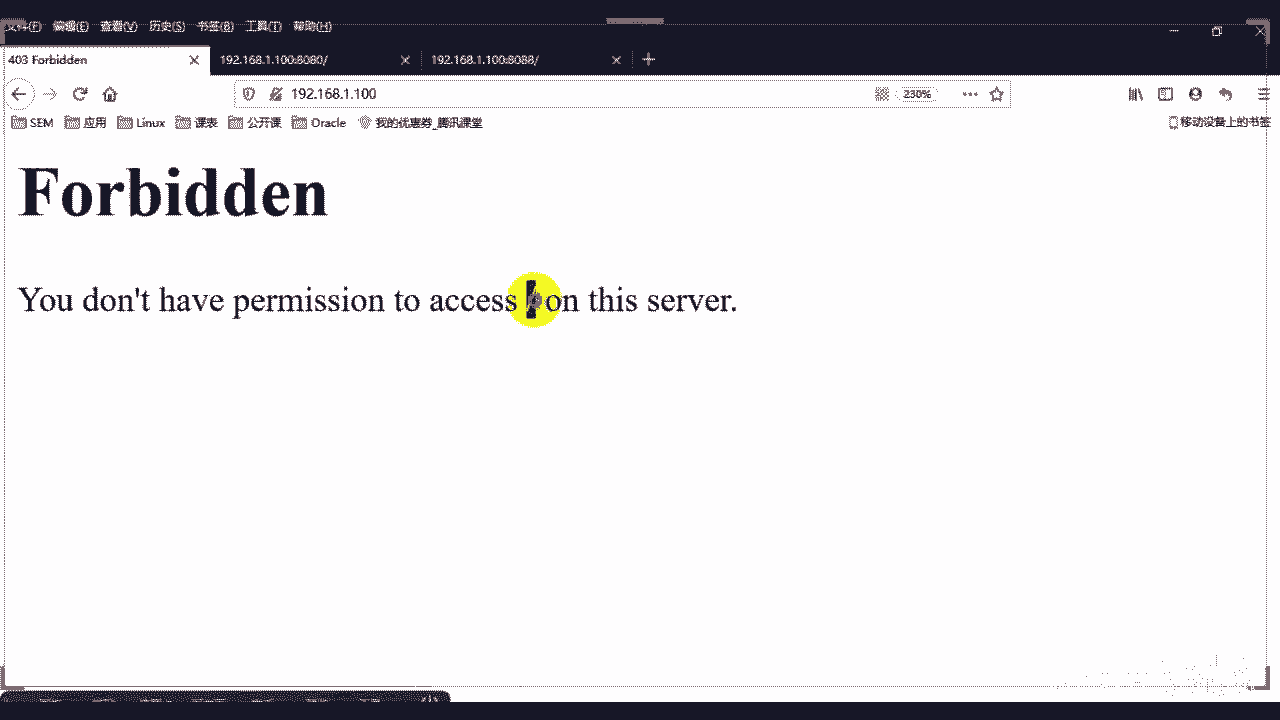 文件(F) 编辑(E) 查看(V) 历史(S) 书签(B) 工具(T) 帮助(H)
403 Forbidden 192.168.1.100:8080/ 192.168.1.100:8088/
192.168.1.100 230%
SEM 应用 Linux 课表 公开课 Oracle 我的优惠券_腾讯课堂 移动设备上的书签
Forbidden
You don't have permission to access / on this server.